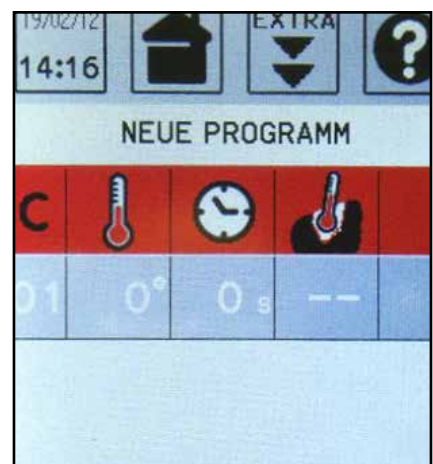 19/02/12
14:16
EXTRA
?
NEUE PROGRAMM
C
01 0° 0 s --